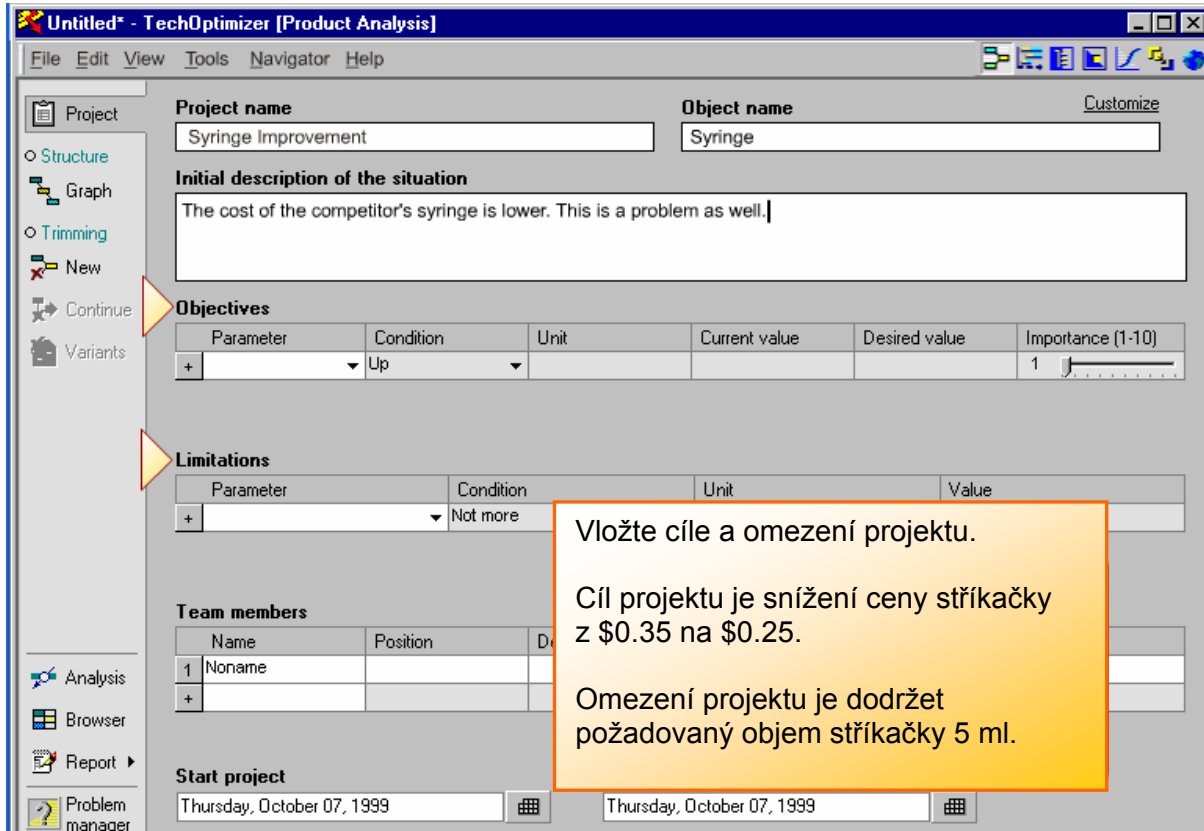 Untitled* - TechOptimizer [Product Analysis]
File Edit View Tools Navigator Help
Project
Structure
Graph
Trimming
New
Continue
Variants
Analysis
Browser
Report
Problem
manager
Project name
Object name
Customize
Syringe Improvement
Syringe
Initial description of the situation
The cost of the competitor's syringe is lower. This is a problem as well.
Objectives
Parameter Condition Unit Current value Desired value Importance (1-10)
+ Up 1
Limitations
Parameter Condition Unit Value
+ Not more
Team members
Name Position
1 Noname
+
Start project
Thursday, October 07, 1999
Thursday, October 07, 1999
Vložte cíle a omezení projektu.
Cíl projektu je snížení ceny stříkačky
z $0.35 na $0.25.
Omezení projektu je dodržet
požadovaný objem stříkačky 5 ml.